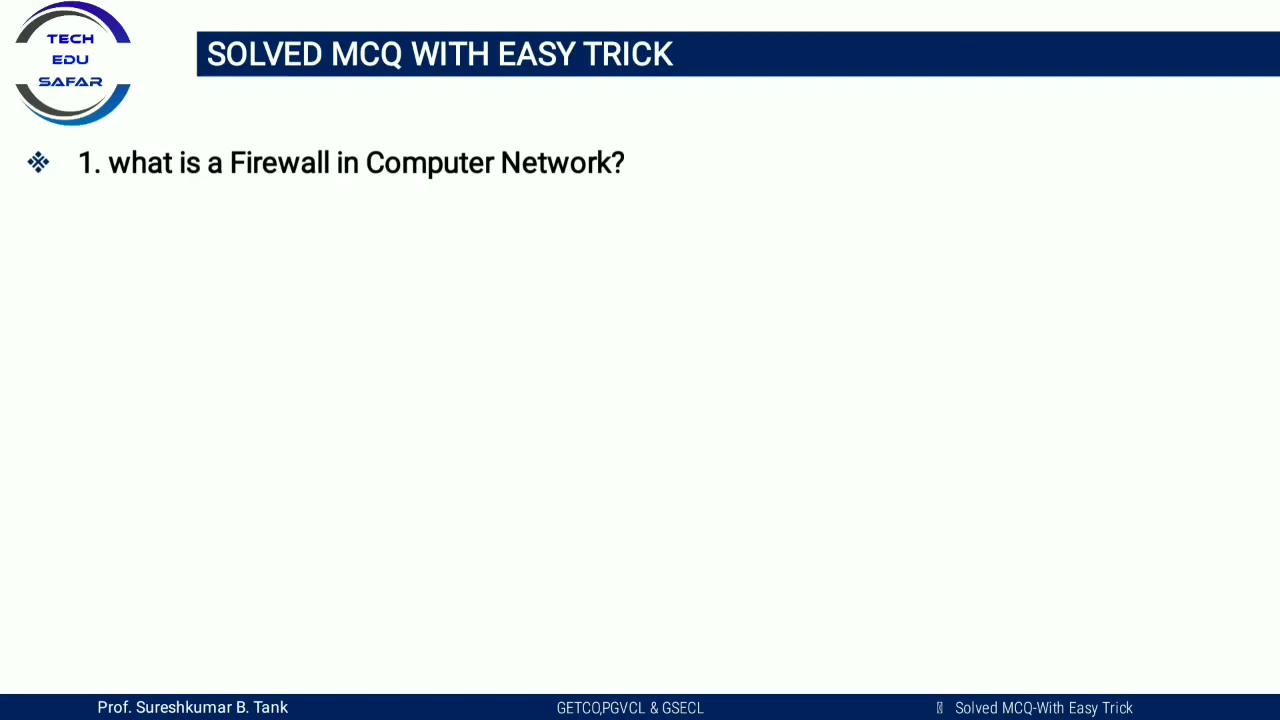 TECH
EDU
SAFAR
SOLVED MCQ WITH EASY TRICK
1. what is a Firewall in Computer Network?
Prof. Sureshkumar B. Tank
GETCO,PGVCL & GSECL
Solved MCQ-With Easy Trick